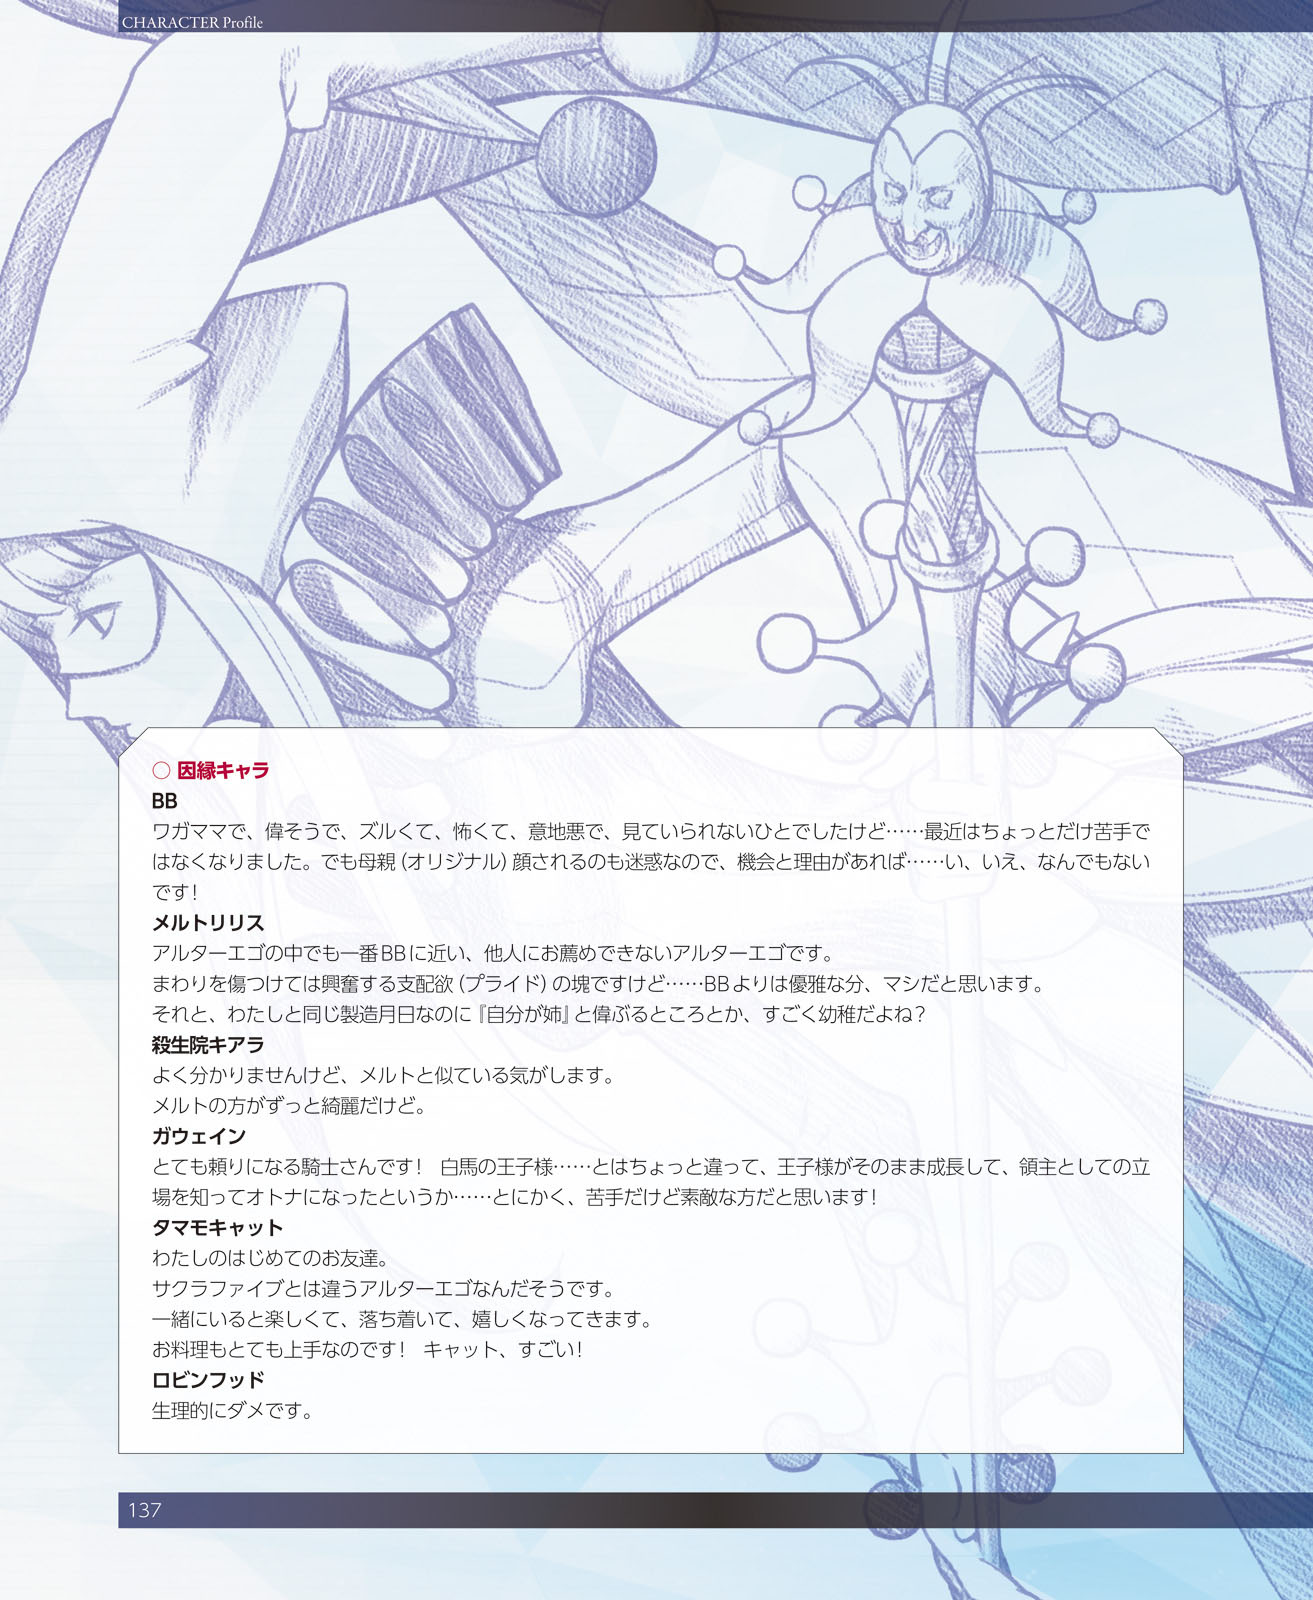 CHARACTER Profile
○ 因縁キャラ
BB
ワガママで、偉そうで、ズルくて、怖くて、意地悪で、見ていられないひとでしたけど……最近はちょっとだけ苦手で
はなくなりました。でも母親(オリジナル)顔されるのも迷惑なので、機会と理由があれば……い、いえ、なんでもない
です!
メルトリリス
アルターエゴの中でも一番BBに近い、他人にお薦めできないアルターエゴです。
まわりを傷つけては興奮する支配欲(プライド)の塊ですけど……BBよりは優雅な分、マシだと思います。
それと、わたしと同じ製造月日なのに『自分が姉』と偉ぶるところとか、すごく幼稚だよね?
殺生院キアラ
よく分かりませんけど、メルトと似ている気がします。
メルトの方がずっと綺麗だけど。
ガウェイン
とても頼りになる騎士さんです! 白馬の王子様……とはちょっと違って、王子様がそのまま成長して、領主としての立
場を知ってオトナになったというか……とにかく、苦手だけど素敵な方だと思います!
タマモキャット
わたしのはじめてのお友達。
サクラファイブとは違うアルターエゴなんだそうです。
一緒にいると楽しくて、落ち着いて、嬉しくなってきます。
お料理もとても上手なのです! キャット、すごい!
ロビンフッド
生理的にダメです。
137